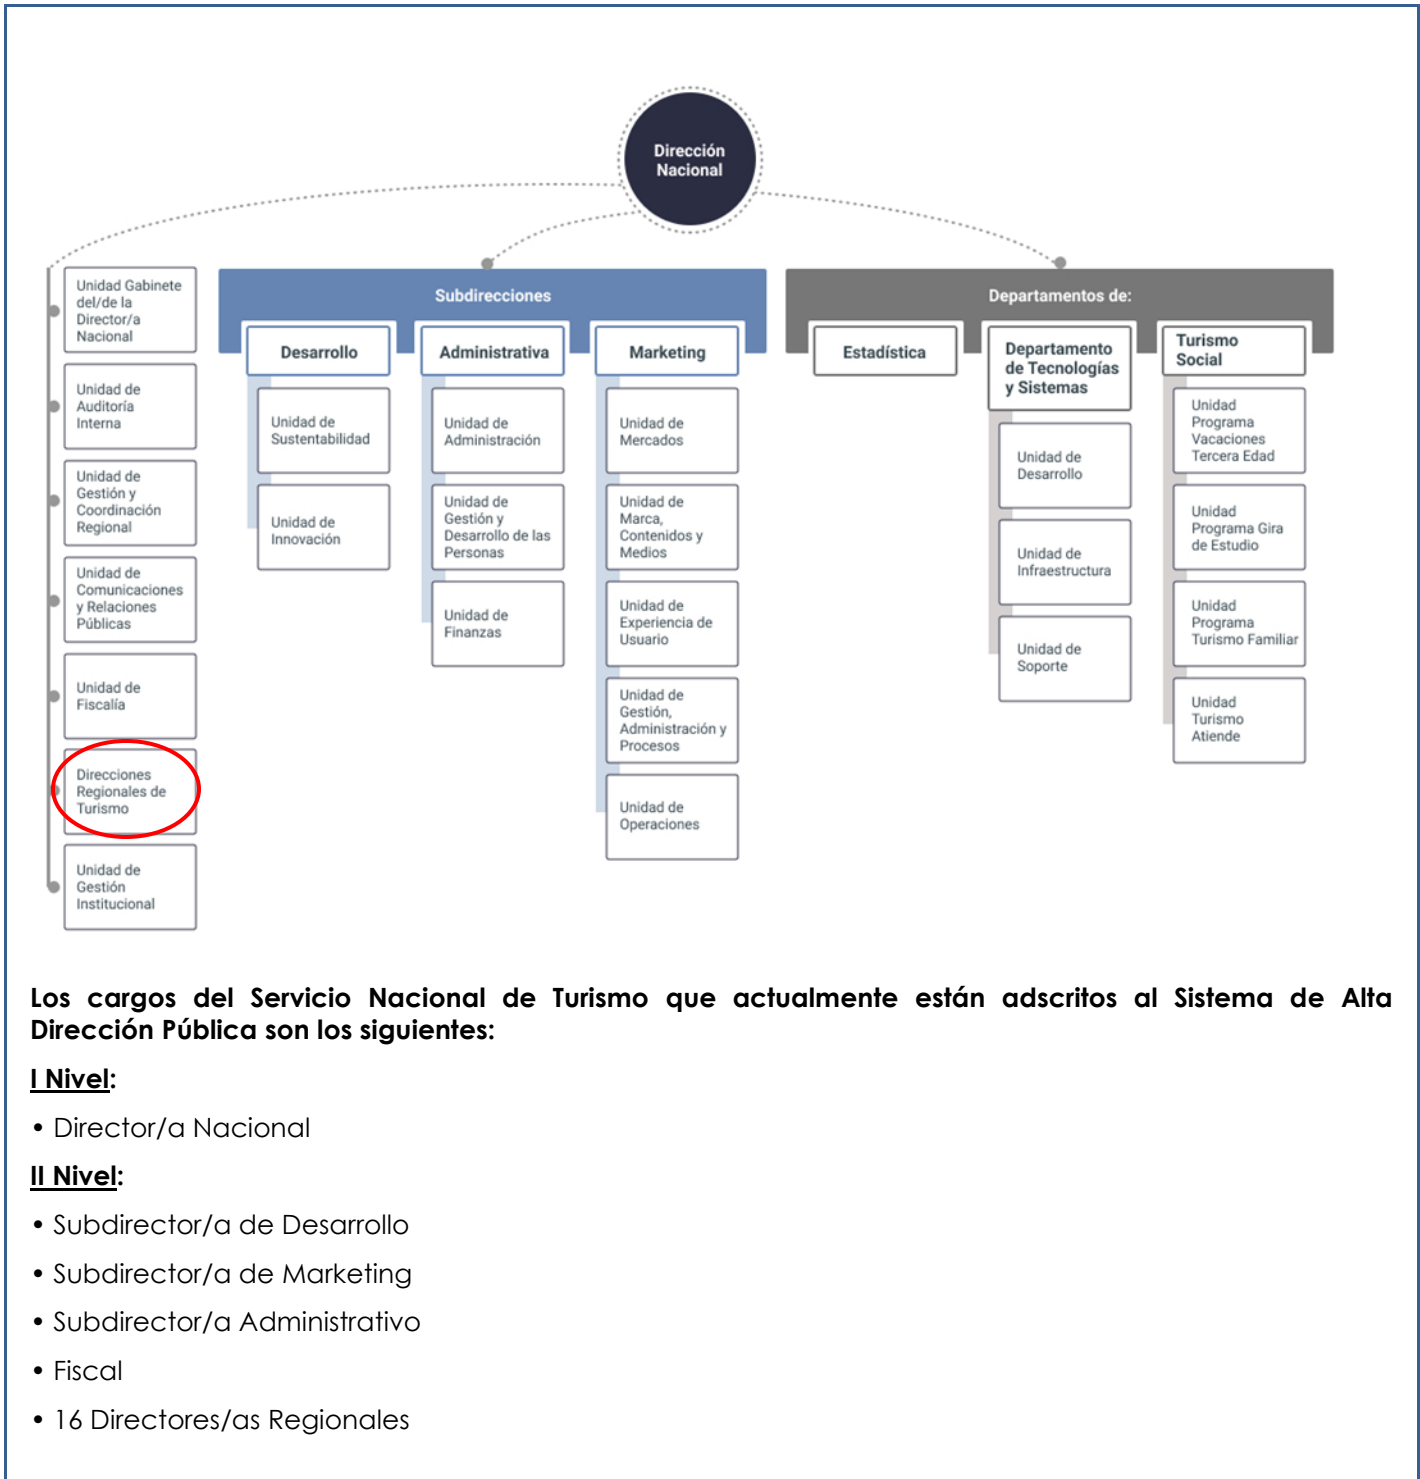 Dirección
Nacional
Unidad Gabinete
del/de la
Director/a
Nacional
Unidad de
Auditoría
Interna
Unidad de
Gestión y
Coordinación
Regional
Unidad de
Comunicaciones
y Relaciones
Públicas
Unidad de
Fiscalía
Direcciones
Regionales de
Turismo
Unidad de
Gestión
Institucional
Subdirecciones
Desarrollo
Unidad de
Sustentabilidad
Unidad de
Innovación
Administrativa
Unidad de
Administración
Unidad de
Gestión y
Desarrollo de las
Personas
Unidad de
Finanzas
Marketing
Unidad de
Mercados
Unidad de
Marca,
Contenidos y
Medios
Unidad de
Experiencia de
Usuario
Unidad de
Gestión,
Administración y
Procesos
Unidad de
Operaciones
Departamentos de:
Estadística
Departamento
de Tecnologías
y Sistemas
Unidad de
Desarrollo
Unidad de
Infraestructura
Unidad de
Soporte
Turismo
Social
Unidad
Programa
Vacaciones
Tercera Edad
Unidad
Programa Gira
de Estudio
Unidad
Programa
Turismo Familiar
Unidad
Turismo
Atiende
Los cargos del Servicio Nacional de Turismo que actualmente están adscritos al Sistema de Alta
Dirección Pública son los siguientes:
I Nivel:
• Director/a Nacional
II Nivel:
• Subdirector/a de Desarrollo
• Subdirector/a de Marketing
• Subdirector/a Administrativo
• Fiscal
• 16 Directores/as Regionales